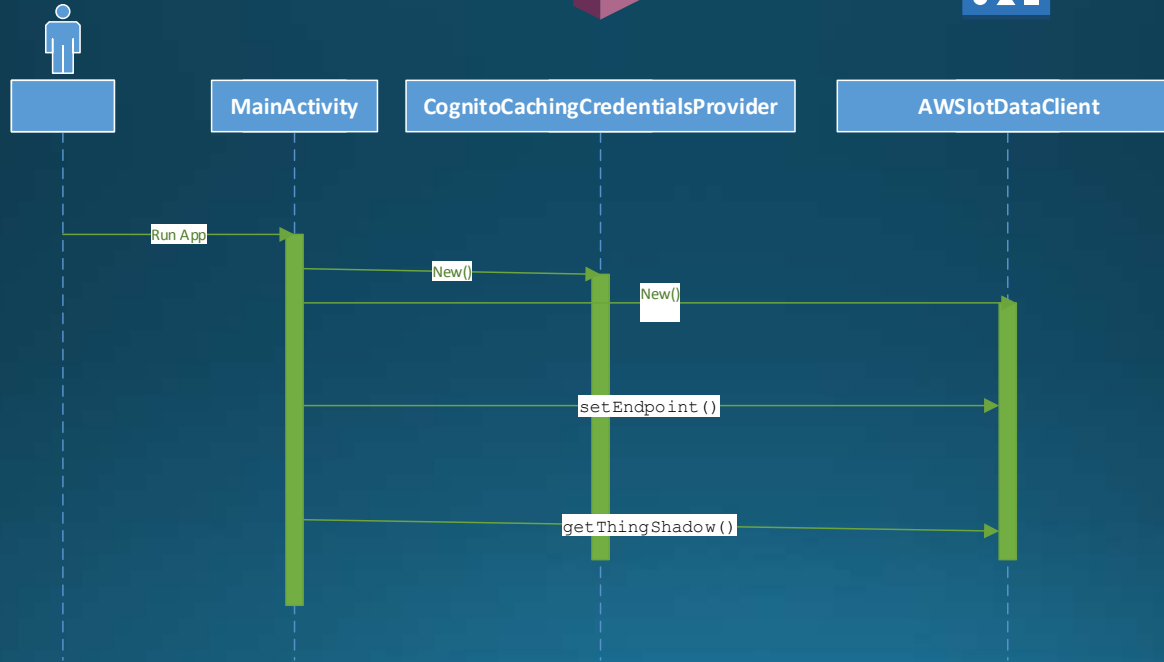 MainActivity
CognitoCachingCredentialsProvider
AWSIotDataClient
Run App
New()
New()
setEndpoint()
getThingShadow()